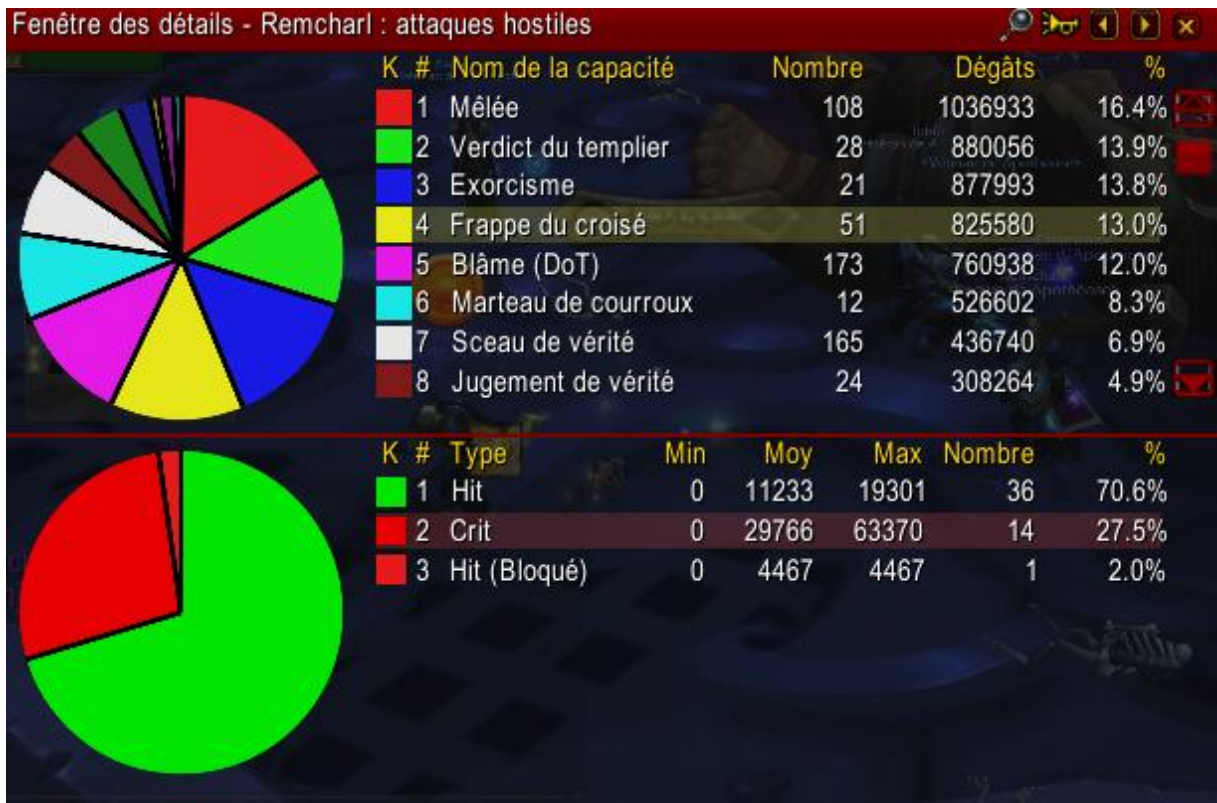 Fenêtre des détails - Remcharl : attaques hostiles
K # Nom de la capacité Nombre Dégâts %
1 Mêlée 108 1036933 16.4%
2 Verdict du templier 28 880056 13.9%
3 Exorcisme 21 877993 13.8%
4 Frappe du croisé 51 825580 13.0%
5 Blâme (DoT) 173 760938 12.0%
6 Marteau de courroux 12 526602 8.3%
7 Sceau de vérité 165 436740 6.9%
8 Jugement de vérité 24 308264 4.9%
K # Type Min Moy Max Nombre %
1 Hit 0 11233 19301 36 70.6%
2 Crit 0 29766 63370 14 27.5%
3 Hit (Bloqué) 0 4467 4467 1 2.0%